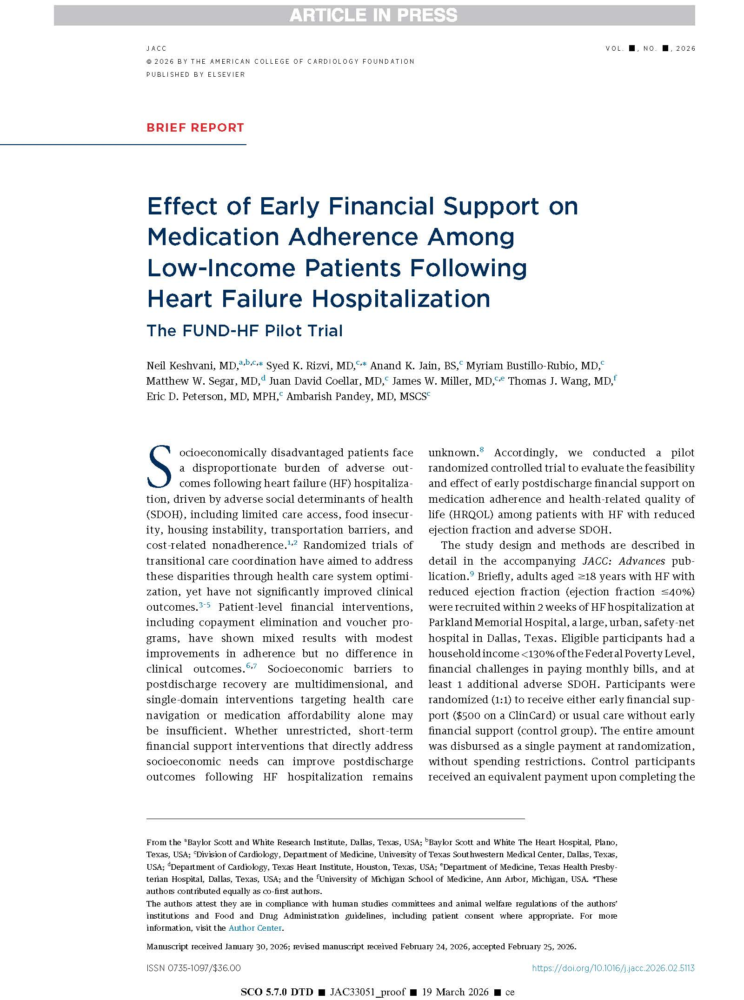 ARTICLE IN PRESS
JACC
© 2026 BY THE AMERICAN COLLEGE OF CARDIOLOGY FOUNDATION
PUBLISHED BY ELSEVIER
VOL. ■, NO. ■, 2026
BRIEF REPORT
Effect of Early Financial Support on
Medication Adherence Among
Low-Income Patients Following
Heart Failure Hospitalization
The FUND-HF Pilot Trial
Neil Keshvani, MD,a,b,c,* Syed K. Rizvi, MD,c,* Anand K. Jain, BS,c Myriam Bustillo-Rubio, MD,c
Matthew W. Segar, MD,d Juan David Coellar, MD,c James W. Miller, MD,c,e Thomas J. Wang, MD,f
Eric D. Peterson, MD, MPH,c Ambarish Pandey, MD, MSCSc
Socioeconomically disadvantaged patients face
a disproportionate burden of adverse out-
comes following heart failure (HF) hospitaliza-
tion, driven by adverse social determinants of health
(SDOH), including limited care access, food insecur-
ity, housing instability, transportation barriers, and
cost-related nonadherence.1,2 Randomized trials of
transitional care coordination have aimed to address
these disparities through health care system optimi-
zation, yet have not significantly improved clinical
outcomes.3-5 Patient-level financial interventions,
including copayment elimination and voucher pro-
grams, have shown mixed results with modest
improvements in adherence but no difference in
clinical outcomes.6,7 Socioeconomic barriers to
postdischarge recovery are multidimensional, and
single-domain interventions targeting health care
navigation or medication affordability alone may
be insufficient. Whether unrestricted, short-term
financial support interventions that directly address
socioeconomic needs can improve postdischarge
outcomes following HF hospitalization remains
unknown.8 Accordingly, we conducted a pilot
randomized controlled trial to evaluate the feasibility
and effect of early postdischarge financial support on
medication adherence and health-related quality of
life (HRQOL) among patients with HF with reduced
ejection fraction and adverse SDOH.
The study design and methods are described in
detail in the accompanying JACC: Advances pub-
lication.9 Briefly, adults aged ≥18 years with HF with
reduced ejection fraction (ejection fraction ≤40%)
were recruited within 2 weeks of HF hospitalization at
Parkland Memorial Hospital, a large, urban, safety-net
hospital in Dallas, Texas. Eligible participants had a
household income <130% of the Federal Poverty Level,
financial challenges in paying monthly bills, and at
least 1 additional adverse SDOH. Participants were
randomized (1:1) to receive either early financial sup-
port ($500 on a ClinCard) or usual care without early
financial support (control group). The entire amount
was disbursed as a single payment at randomization,
without spending restrictions. Control participants
received an equivalent payment upon completing the
From the aBaylor Scott and White Research Institute, Dallas, Texas, USA; bBaylor Scott and White The Heart Hospital, Plano,
Texas, USA; cDivision of Cardiology, Department of Medicine, University of Texas Southwestern Medical Center, Dallas, Texas,
USA; dDepartment of Cardiology, Texas Heart Institute, Houston, Texas, USA; eDepartment of Medicine, Texas Health Presby-
terian Hospital, Dallas, Texas, USA; and the fUniversity of Michigan School of Medicine, Ann Arbor, Michigan, USA. *These
authors contributed equally as co-first authors.
The authors attest they are in compliance with human studies committees and animal welfare regulations of the authors’
institutions and Food and Drug Administration guidelines, including patient consent where appropriate. For more
information, visit the Author Center.
Manuscript received January 30, 2026; revised manuscript received February 24, 2026, accepted February 25, 2026.
ISSN 0735-1097/$36.00
https://doi.org/10.1016/j.jacc.2026.02.5113
SCO 5.7.0 DTD ■ JAC33051_proof ■ 19 March 2026 ■ ce